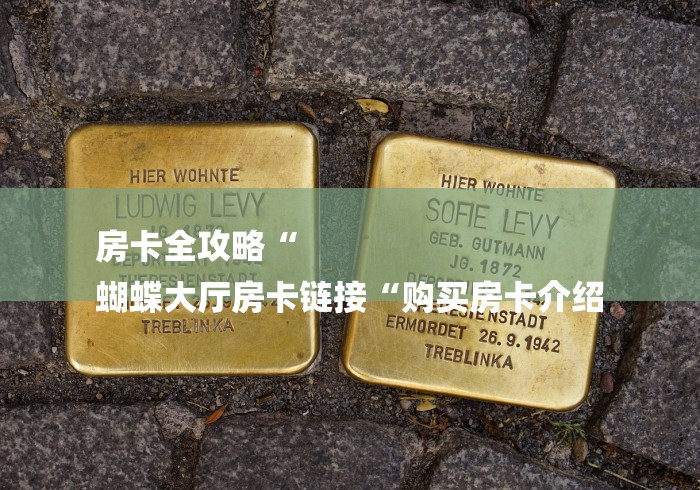 HIER WOHNTE
LUDWIG LEVY
THERESIENSTADT
TREBLINKA
HIER WOHNTE
SOFIE LEVY
GEB. GUTMANN
JG. 1872
THERESIENSTADT
ERMORDET 26.9.1942
TREBLINKA
房卡全攻略“
蝴蝶大厅房卡链接“购买房卡介绍